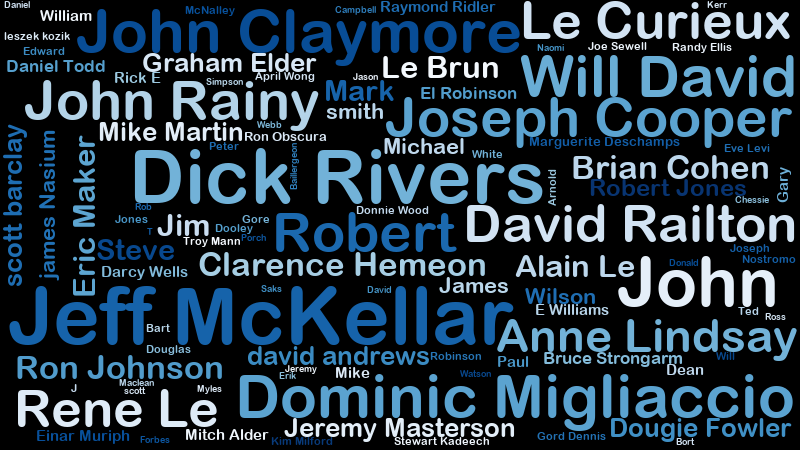 Daniel
William
McNalley
Campbell
Raymond Ridler
Kerr
leszek kozik
John Claymore
Le Curieux
Edward
Naomi
Joe Sewell
Randy Ellis
Daniel Todd
Graham Elder
Le Brun
Will David
Rick E
Simpson
April Wong
Jason
Mark
El Robinson
John Rainy
smith
Joseph Cooper
Mike Martin
Webb
Ron Obscura
Michael
Marguerite Deschamps
Eve Levi
scott barclay
james Nasium
Eric Maker
Peter
Baillergeon
Dick Rivers
White
Arnold
Brian Cohen
Gary
Robert Jones
Chessie
Rob
Jones
T
Jim
Gore
Dooley
Donnie Wood
Robert
David Railton
Troy Mann
Porch
Steve
Joseph
Nostromo
Darcy Wells
Clarence Hemeon
Alain Le
Donald
John
Saks
David
James
Wilson
Jeff McKellar
E Williams
Ted
Ross
Bart
Anne Lindsay
Douglas
david andrews
Robinson
Paul
Bruce Strongarm
Will
Ron Johnson
Jeremy
Erik
Mike
Watson
Dean
J
Maclean
scott
Myles
Rene Le
Dominic Migliaccio
Einar Muriph
Forbes
Mitch Alder
Jeremy Masterson
Kim Milford
Stewart Kadeech
Gord Dennis
Dougie Fowler
Bort